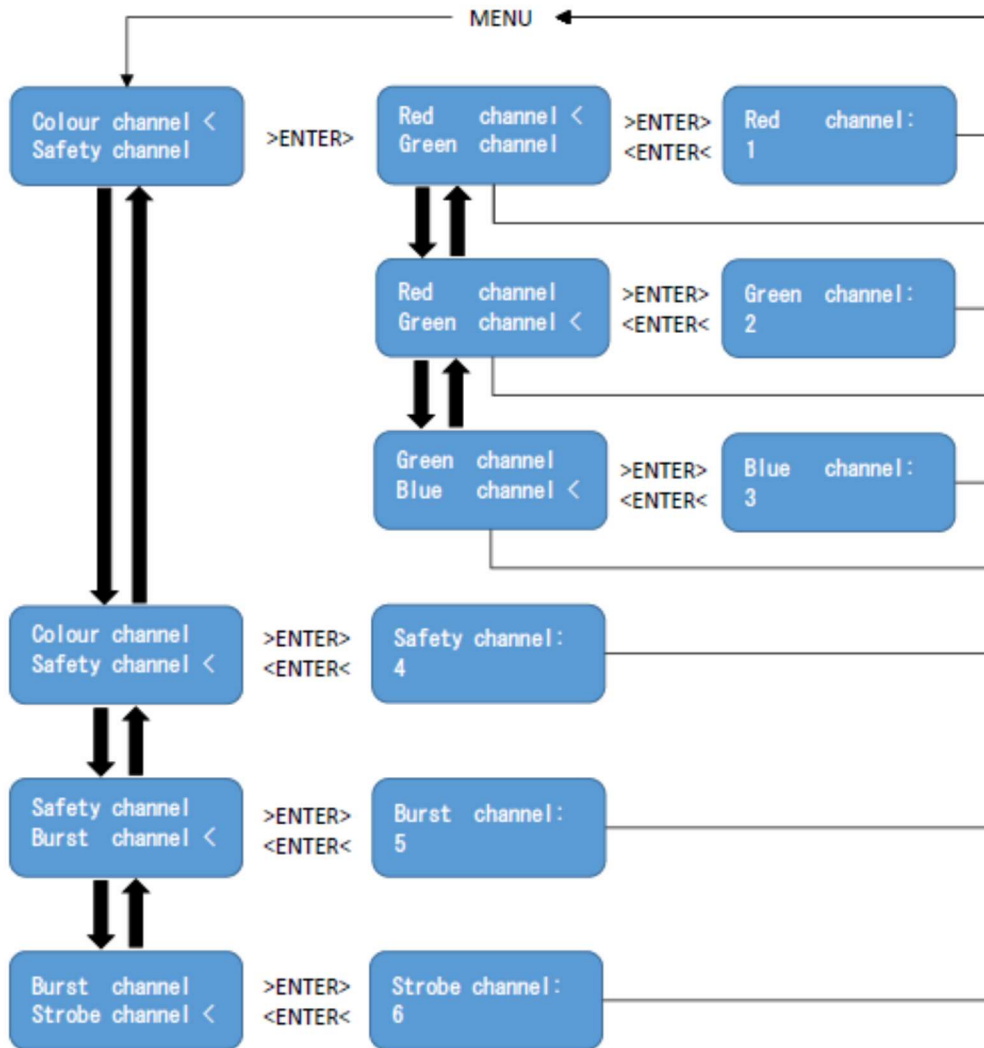 MENU
Colour channel <
Safety channel
>ENTER>
Red channel <
Green channel
>ENTER>
<ENTER<
Red channel:
1
Red channel
Green channel <
>ENTER>
<ENTER<
Green channel:
2
Green channel
Blue channel <
>ENTER>
<ENTER<
Blue channel:
3
Colour channel
Safety channel <
>ENTER>
<ENTER<
Safety channel:
4
Safety channel
Burst channel <
>ENTER>
<ENTER<
Burst channel:
5
Burst channel
Strobe channel <
>ENTER>
<ENTER<
Strobe channel:
6